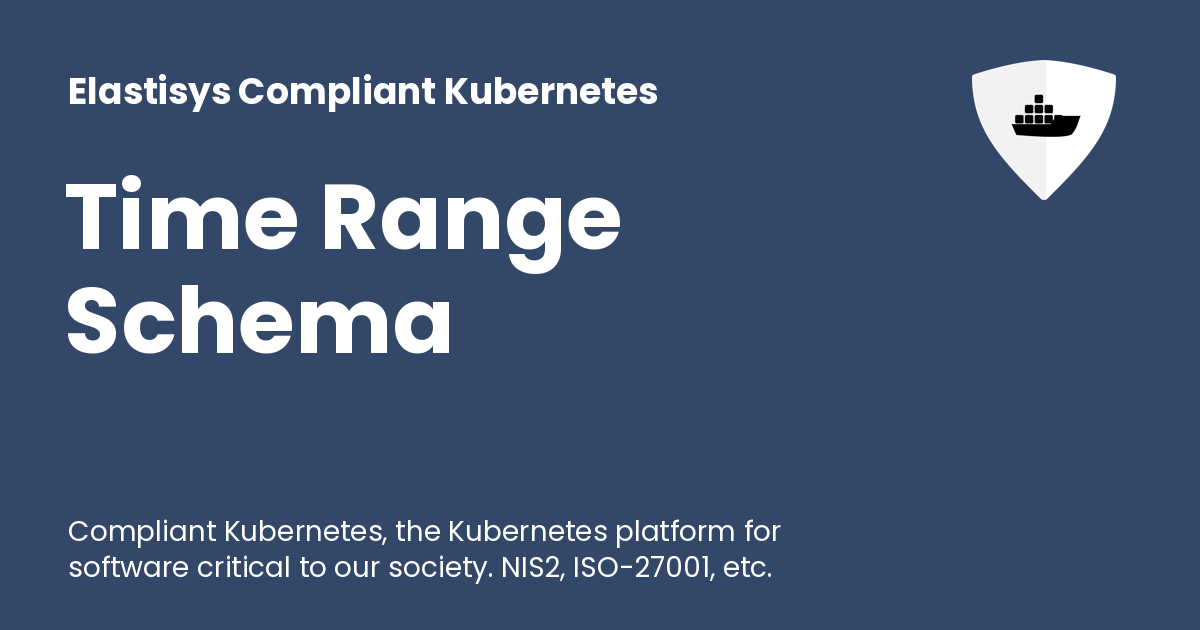 Elastisys Compliant Kubernetes
Time Range
Schema
Compliant Kubernetes, the Kubernetes platform for
software critical to our society. NIS2, ISO-27001, etc.